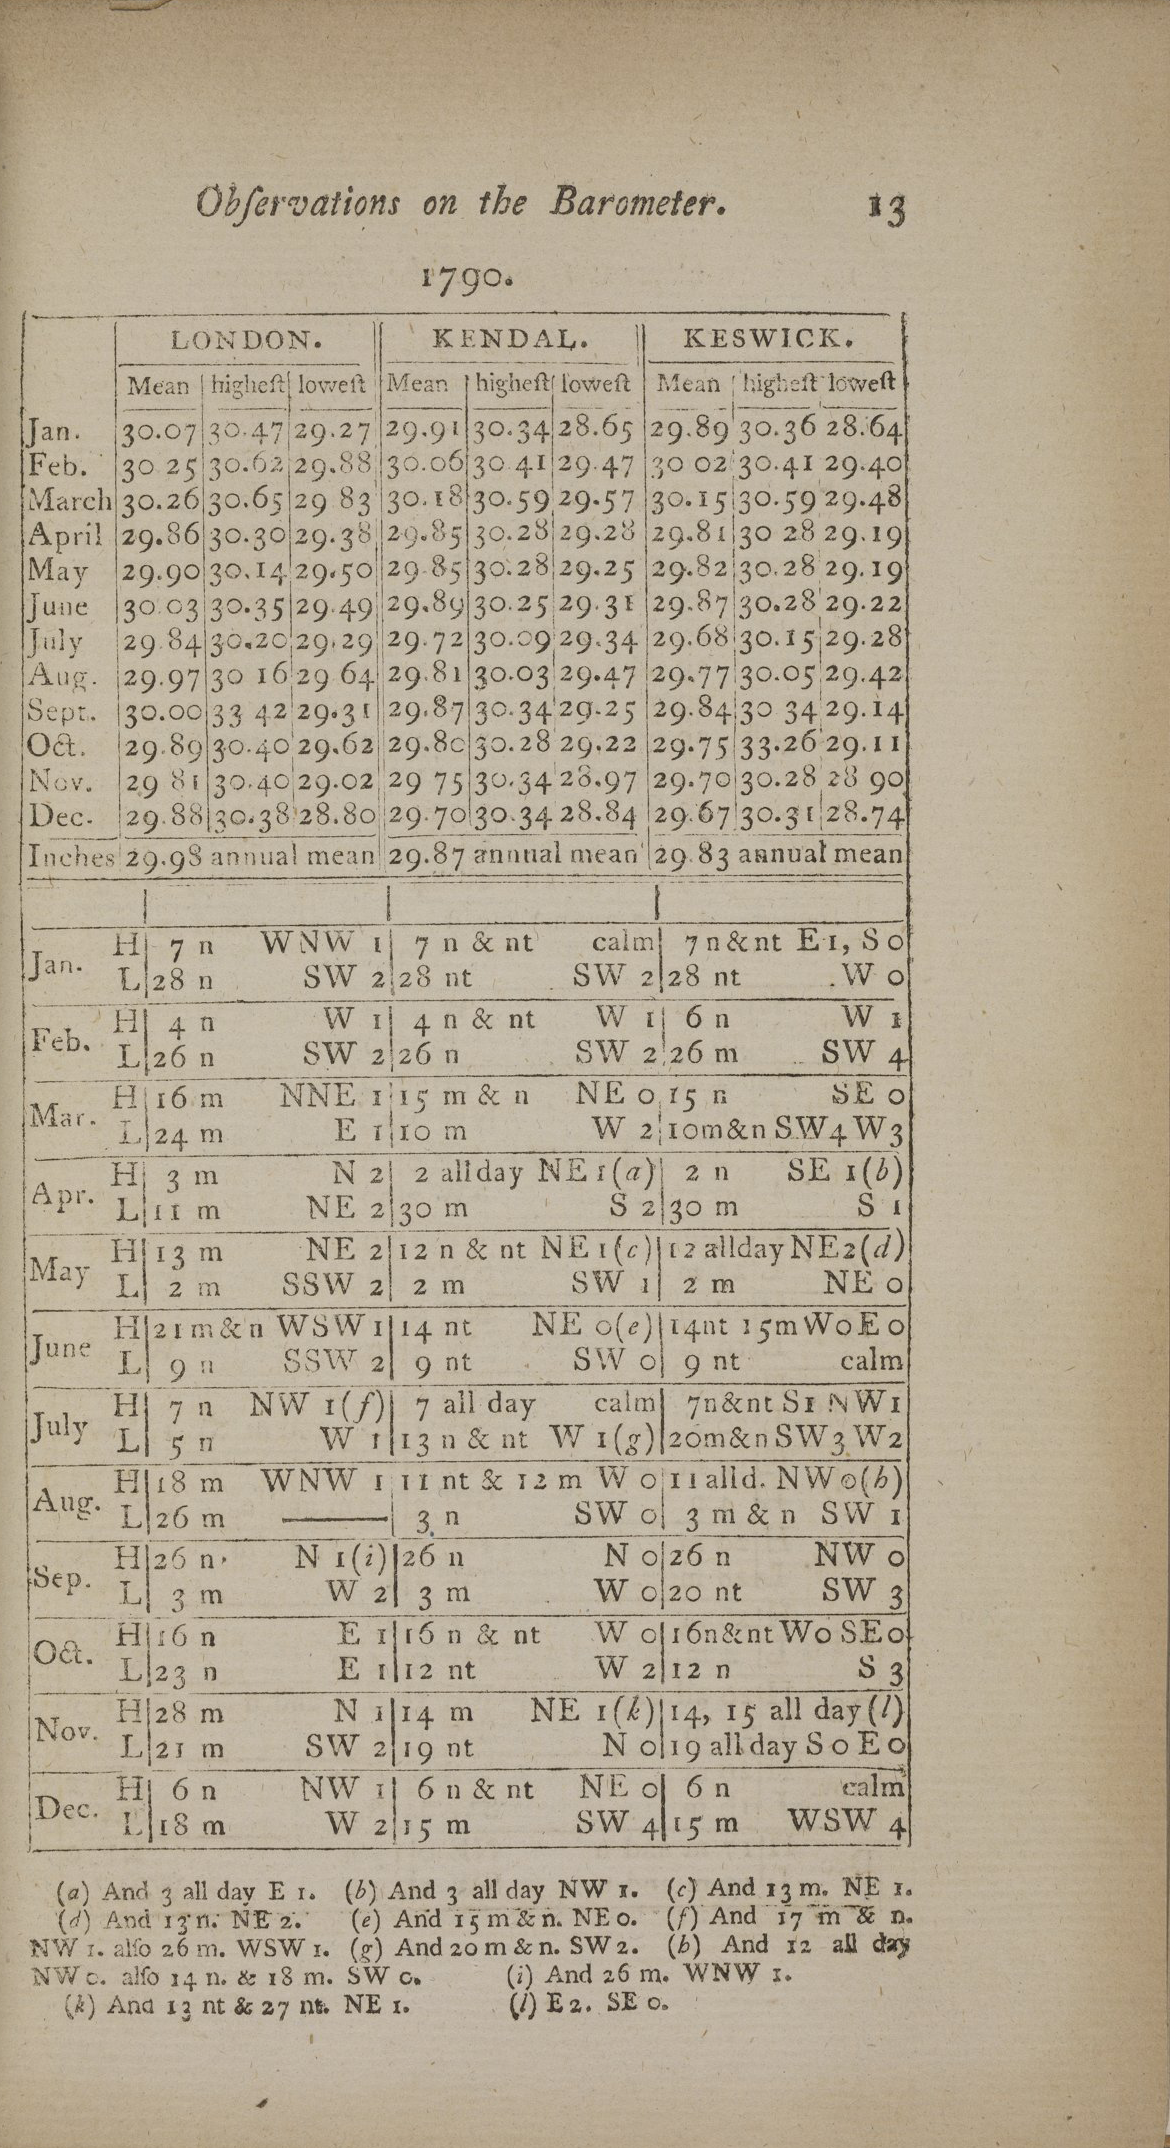 Obſervations on the Barometer. 13
1790.
LONDON. KENDAL. KESWICK.
Mean higheſt loweſt Mean higheſt loweſt Mean higheſt loweſt
Jan. 30.07 30.47 29.27 29.91 30.34 28.65 29.89 30.36 28.64
Feb. 30 25 30.62 29.88 30.06 30 41 29.47 30 02 30.41 29.40
March 30.26 30.65 29 83 30.18 30.59 29.57 30.15 30.59 29.48
April 29.86 30.30 29.38 29.85 30.28 29.28 29.81 30 28 29.19
May 29.90 30.14 29.50 29.85 30.28 29.25 29.82 30.28 29.19
June 30 03 30.35 29.49 29.89 30.25 29.31 29.87 30.28 29.22
July 29 84 30.20 29.29 29.72 30.09 29.34 29.68 30.15 29.28
Aug. 29.97 30 16 29 64 29.81 30.03 29.47 29.77 30.05 29.42
Sept. 30.00 33 42 29.31 29.87 30.34 29.25 29.84 30 34 29.14
Oct. 29.89 30.40 29.62 29.80 30.28 29.22 29.75 33.26 29.11
Nov. 29 81 30.40 29.02 29 75 30.34 28.97 29.70 30.28 28 90
Dec. 29.88 30.38 28.80 29.70 30.34 28.84 29.67 30.31 28.74
Inches 29.98 annual mean 29.87 annual mean 29.83 annual mean
Jan. H 7 n WNW 1 7 n & nt calm 7 n&nt E 1, S 0
L 28 n SW 2 28 nt SW 2 28 nt W 0
Feb. H 4 n W 1 4 n & nt W 1 6 n W 1
L 26 n SW 2 26 n SW 2 26 m SW 4
Mar. H 16 m NNE 1 15 m & n NE 0 15 n SE 0
L 24 m E 1 10 m W 2 10m&n SW4 W3
Apr. H 3 m N 2 2 all day NE 1(a) 2 n SE 1(b)
L 11 m NE 2 30 m S 2 30 m S 1
May H 13 m NE 2 12 n & nt NE 1(c) 12 allday NE2(d)
L 2 m SSW 2 2 m SW 1 2 m NE 0
June H 21 m&n WSW 1 14 nt NE 0(e) 14nt 15m W0 E0
L 9 n SSW 2 9 nt SW 0 9 nt calm
July H 7 n NW 1(f) 7 all day calm 7n&nt S1 NW1
L 5 n W 1 13 n & nt W 1(g) 20m&n SW3 W2
Aug. H 18 m WNW 1 11 nt & 12 m W 0 11 alld. NW0(h)
L 26 m —— 3 n SW 0 3 m & n SW 1
Sep. H 26 n N 1(i) 26 n N 0 26 n NW 0
L 3 m W 2 3 m W 0 20 nt SW 3
Oct. H 16 n E 1 16 n & nt W 0 16n&nt W0 SE0
L 23 n E 1 12 nt W 2 12 n S 3
Nov. H 28 m N 1 14 m NE 1(k) 14, 15 all day (l)
L 21 m SW 2 19 nt N 0 19 all day S 0 E 0
Dec. H 6 n NW 1 6 n & nt NE 0 6 n calm
L 18 m W 2 15 m SW 4 15 m WSW 4
(a) And 3 all day E 1. (b) And 3 all day NW 1. (c) And 13 m. NE 1.
(d) And 13 n. NE 2. (e) And 15 m & n. NE 0. (f) And 17 m & n.
NW 1. alſo 26 m. WSW 1. (g) And 20 m & n. SW 2. (h) And 12 all day
NW 0. alſo 14 n. & 18 m. SW 0. (i) And 26 m. WNW 1.
(k) And 13 nt & 27 nt. NE 1. (l) E 2. SE 0.